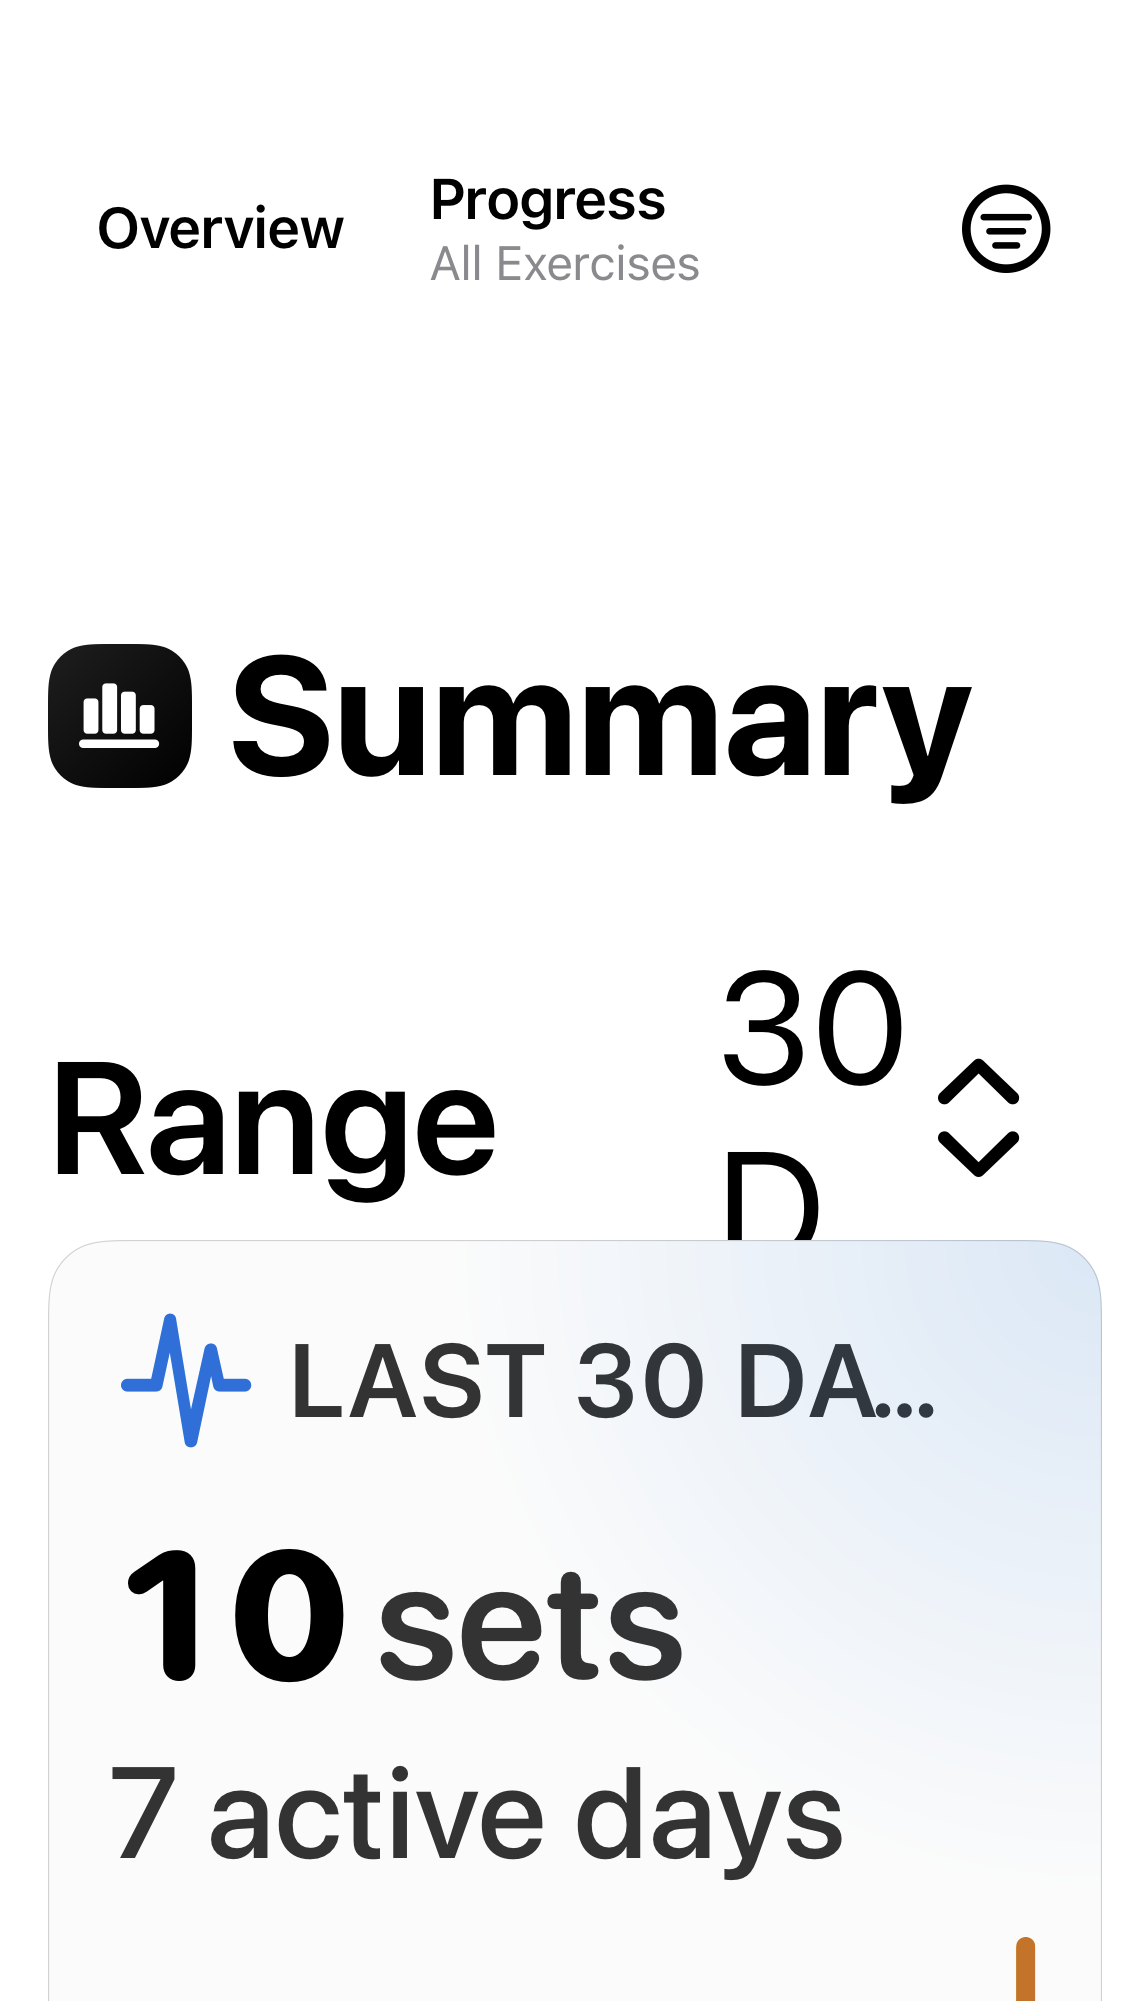 Overview
Progress
All Exercises
Summary
Range
30
D
LAST 30 DA...
10 sets
7 active days